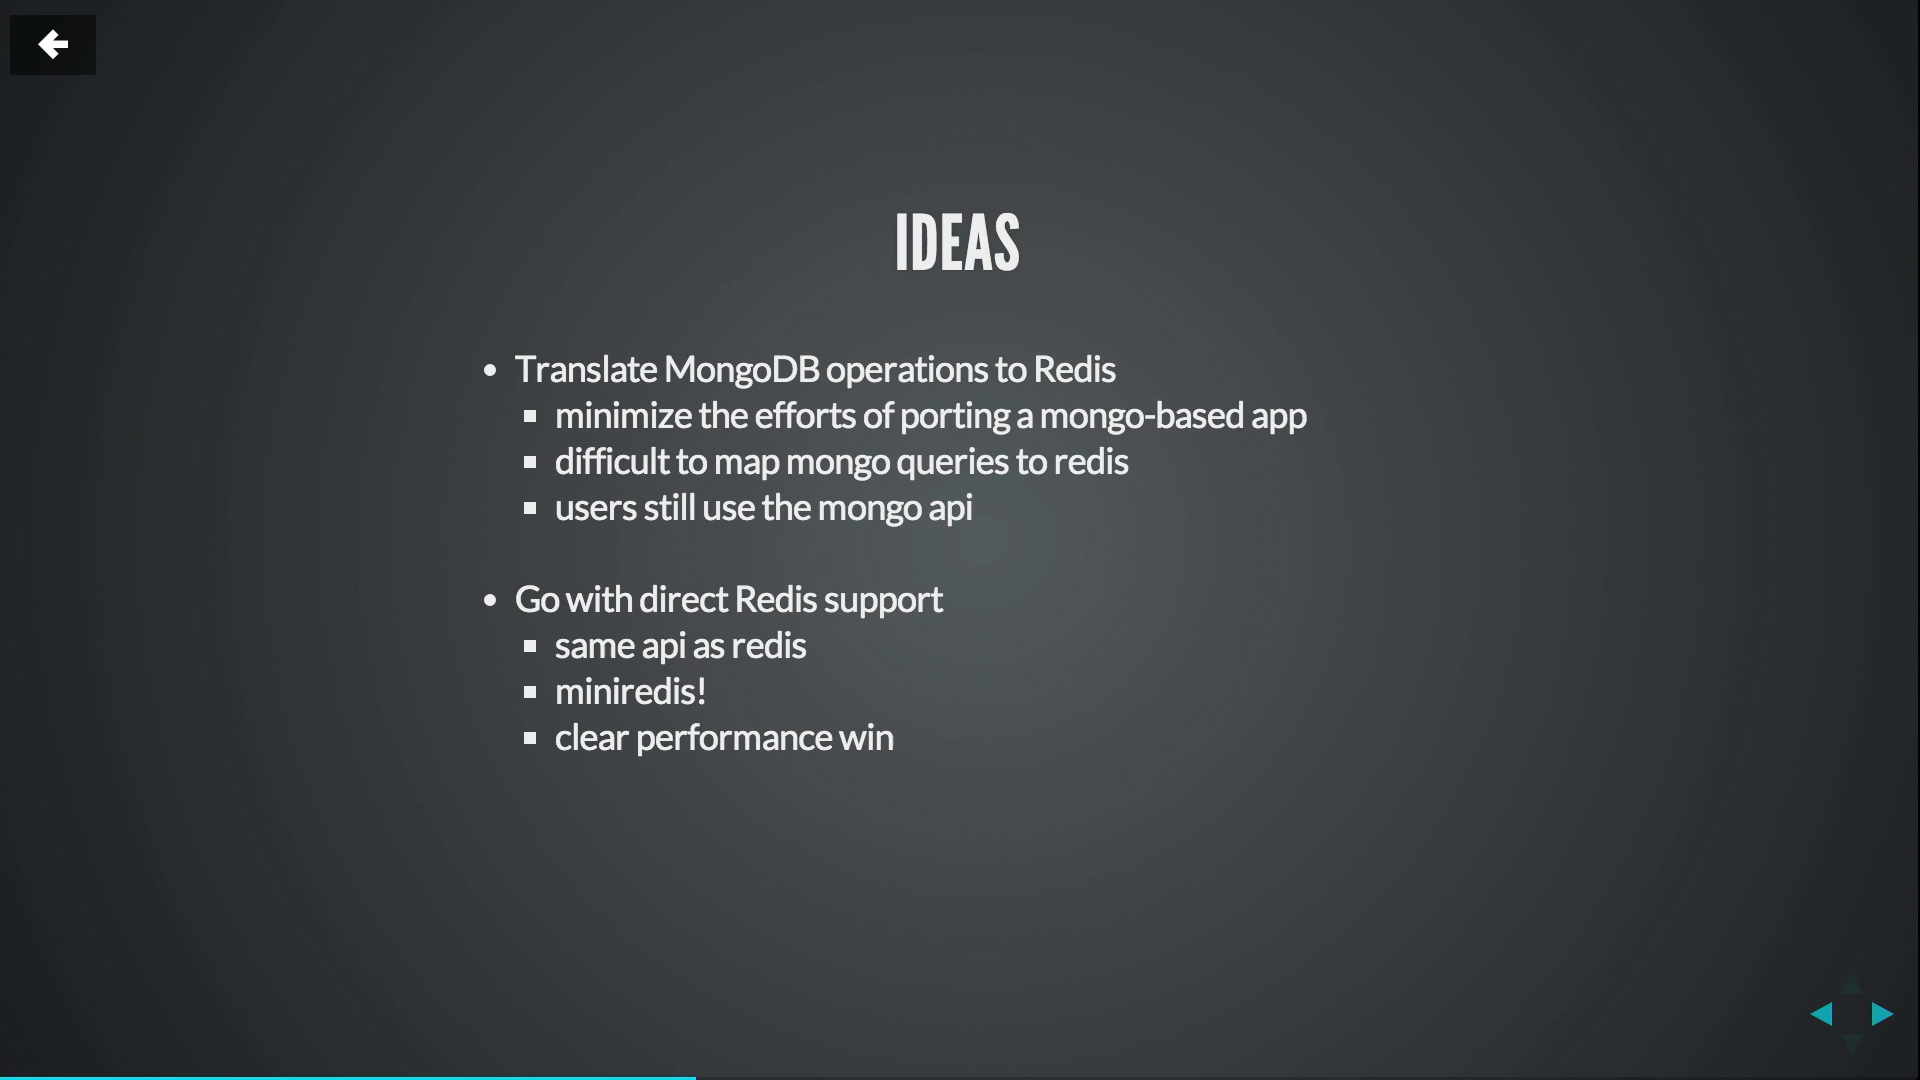 IDEAS
Translate MongoDB operations to Redis
minimize the efforts of porting a mongo-based app
difficult to map mongo queries to redis
users still use the mongo api
Go with direct Redis support
same api as redis
miniredis!
clear performance win